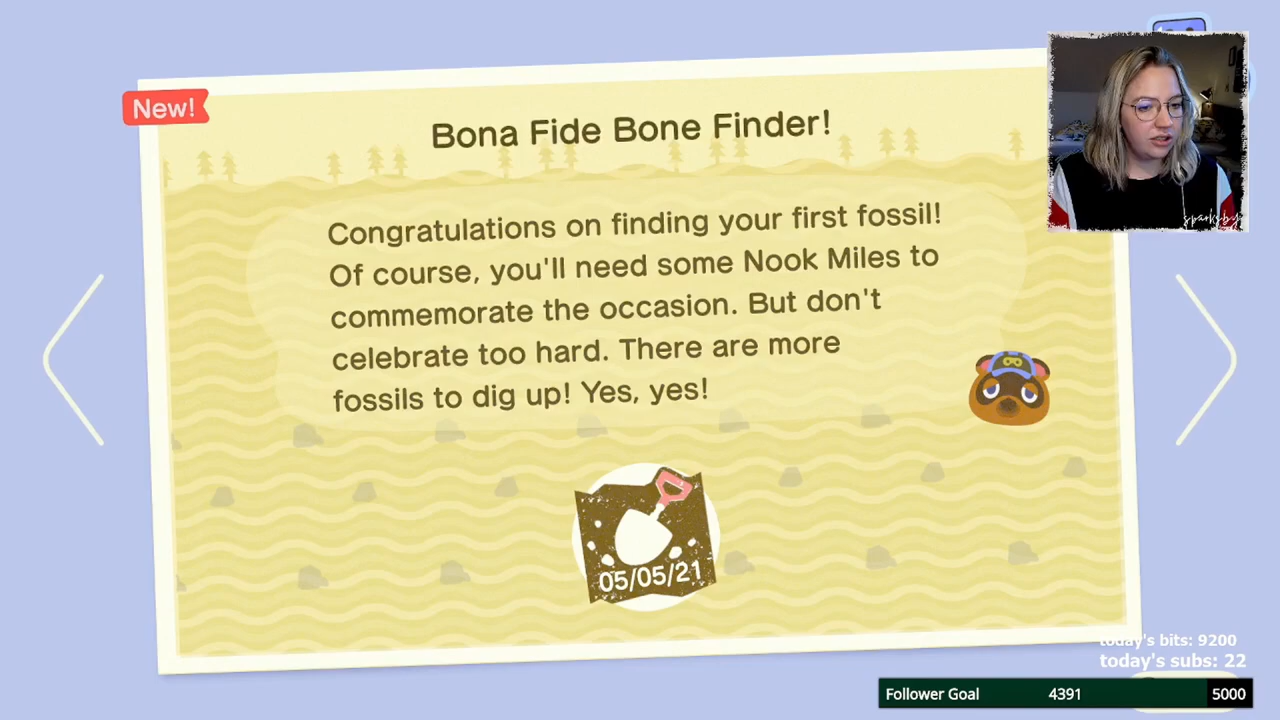 New!
Bona Fide Bone Finder!
Congratulations on finding your first fossil!
Of course, you'll need some Nook Miles to
commemorate the occasion. But don't
celebrate too hard. There are more
fossils to dig up! Yes, yes!
05/05/21
sparksby
today's bits: 9200
today's subs: 22
Follower Goal 4391 5000